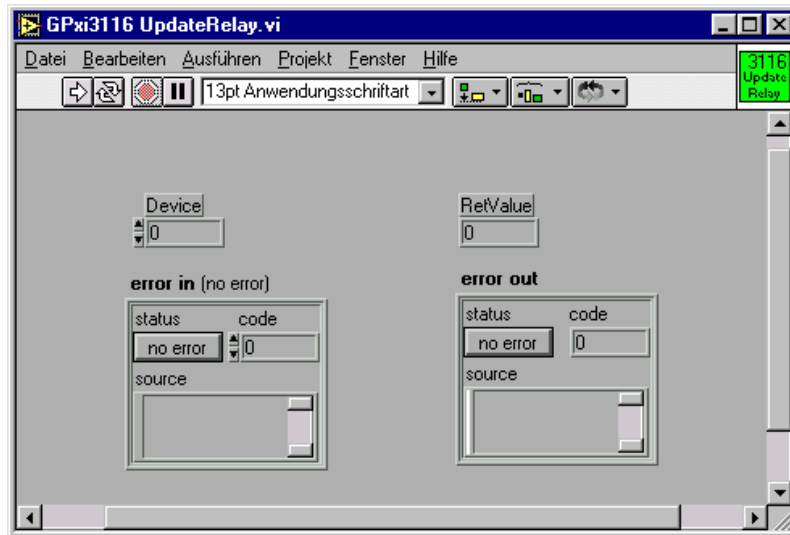 GPxi3116 UpdateRelay.vi
Datei Bearbeiten Ausführen Projekt Fenster Hilfe
3116
Update
Relay
13pt Anwendungsschriftart
Device
RetValue
0
0
error in (no error)
error out
status code
no error 0
source
status code
no error 0
source